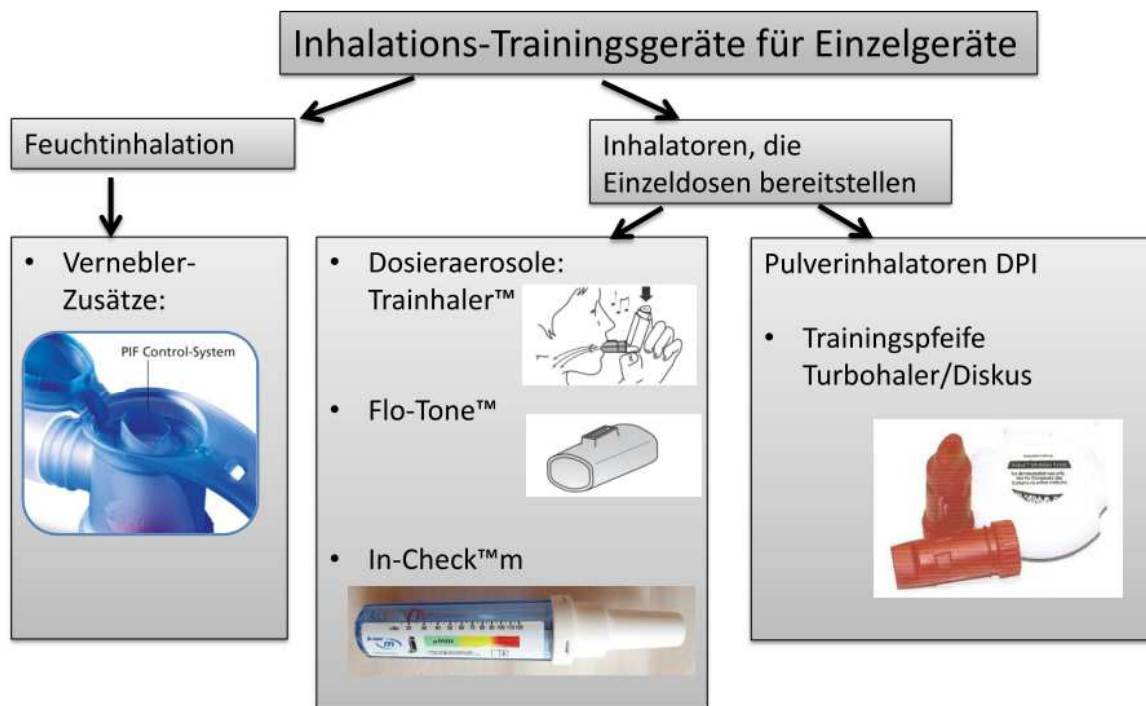 Inhalations-Trainingsgeräte für Einzelgeräte
Feuchtinhalation
Inhalatoren, die
Einzeldosen bereitstellen
• Vernebler-
Zusätze:
PIF Control-System
• Dosieraerosole:
Trainhaler™
• Flo-Tone™
• In-Check™m
Pulverinhalatoren DPI
• Trainingspfeife
Turbohaler/Diskus